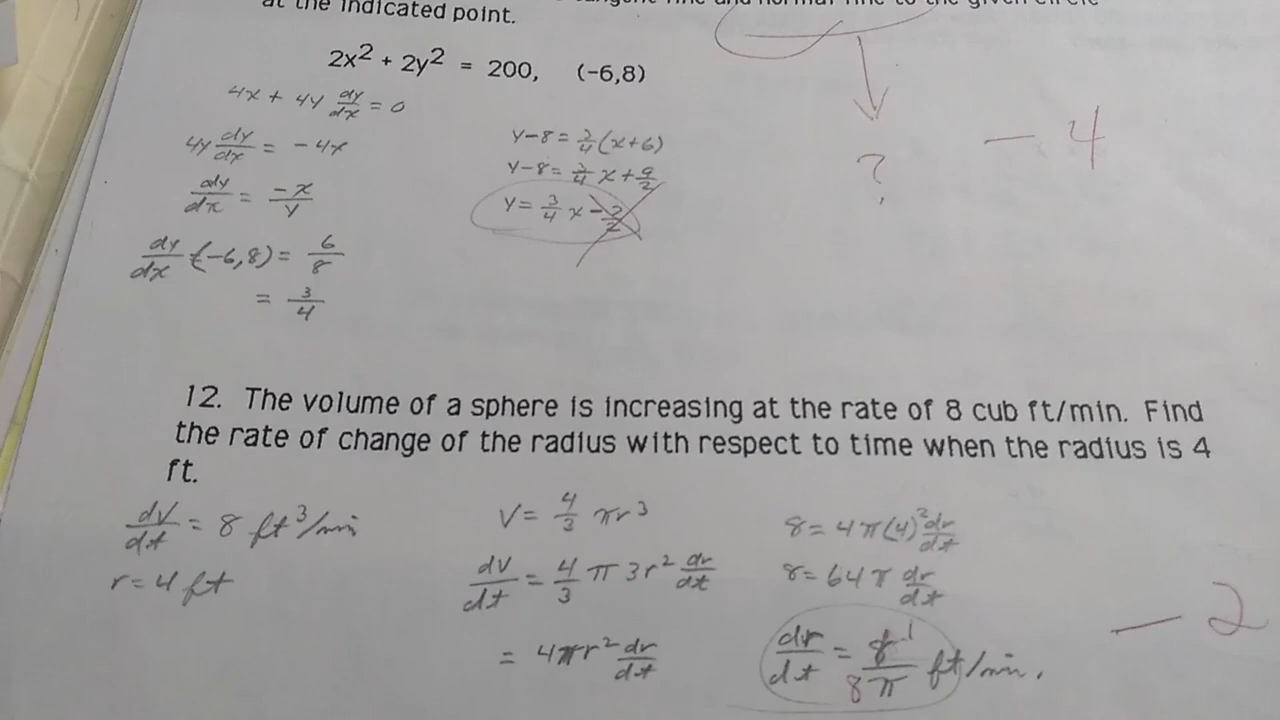 at the indicated point.
2x² + 2y² = 200, (-6,8)
4x + 4y dy/dx = 0
4y dy/dx = -4x
dy/dx = -x/y
dy/dx (-6,8) = 6/8
= 3/4
y-8 = 3/4(x+6)
y-8 = 3/4 x + 9/2
y = 3/4 x -
?
- 4
12. The volume of a sphere is increasing at the rate of 8 cub ft/min. Find
the rate of change of the radius with respect to time when the radius is 4
ft.
dV/dt = 8 ft³/min
r = 4 ft
V = 4/3 πr³
dV/dt = 4/3 π 3r² dr/dt
= 4πr² dr/dt
8 = 4π(4)² dr/dt
8 = 64π dr/dt
dr/dt = 1/8π ft/min.
- 2